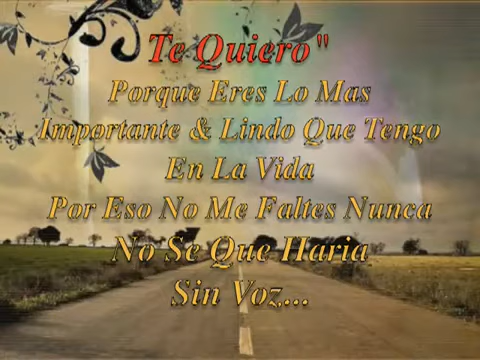 Te Quiero"
Porque Eres Lo Mas
Importante & Lindo Que Tengo
En La Vida
Por Eso No Me Faltes Nunca
No Se Que Haria
Sin Voz...